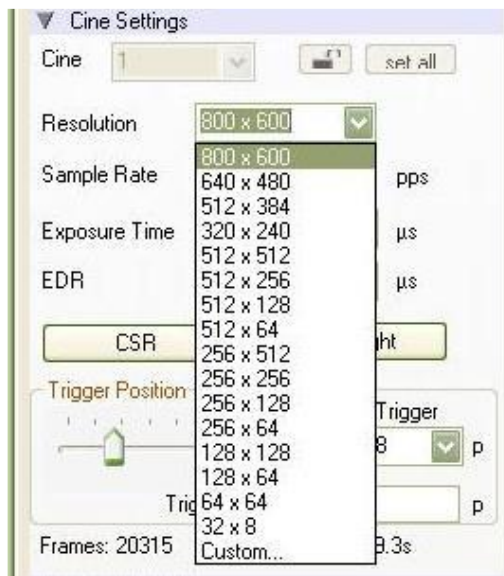 Cine Settings
Cine 1 set all
Resolution 800 x 600
800 x 600
Sample Rate pps
640 x 480
512 x 384
Exposure Time 320 x 240 µs
512 x 512
EDR 512 x 256 µs
512 x 128
512 x 64
CSR ht
256 x 512
256 x 256
Trigger Position
256 x 128 Trigger
256 x 64 8 p
128 x 128
128 x 64
Trig p
64 x 64
32 x 8
Frames: 20315 Custom... 9.3s